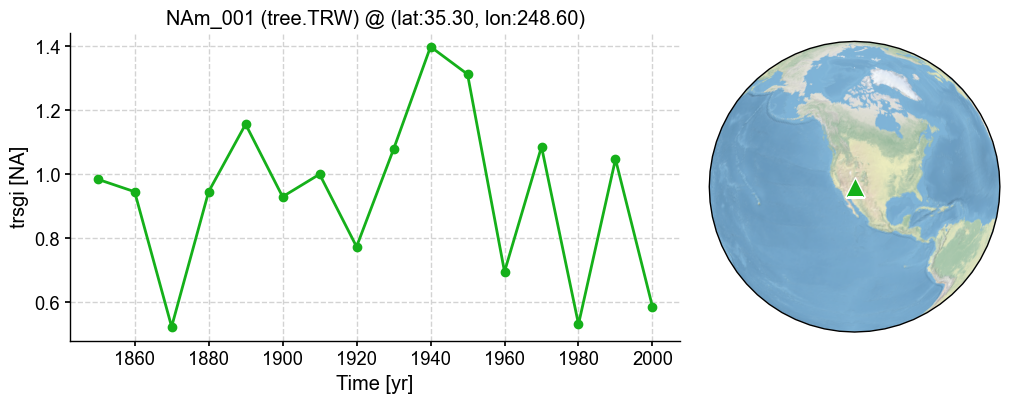 NAm_001 (tree.TRW) @ (lat:35.30, lon:248.60)
trsgi [NA]
1.4
1.2
1.0
0.8
0.6
1860 1880 1900 1920 1940 1960 1980 2000
Time [yr]